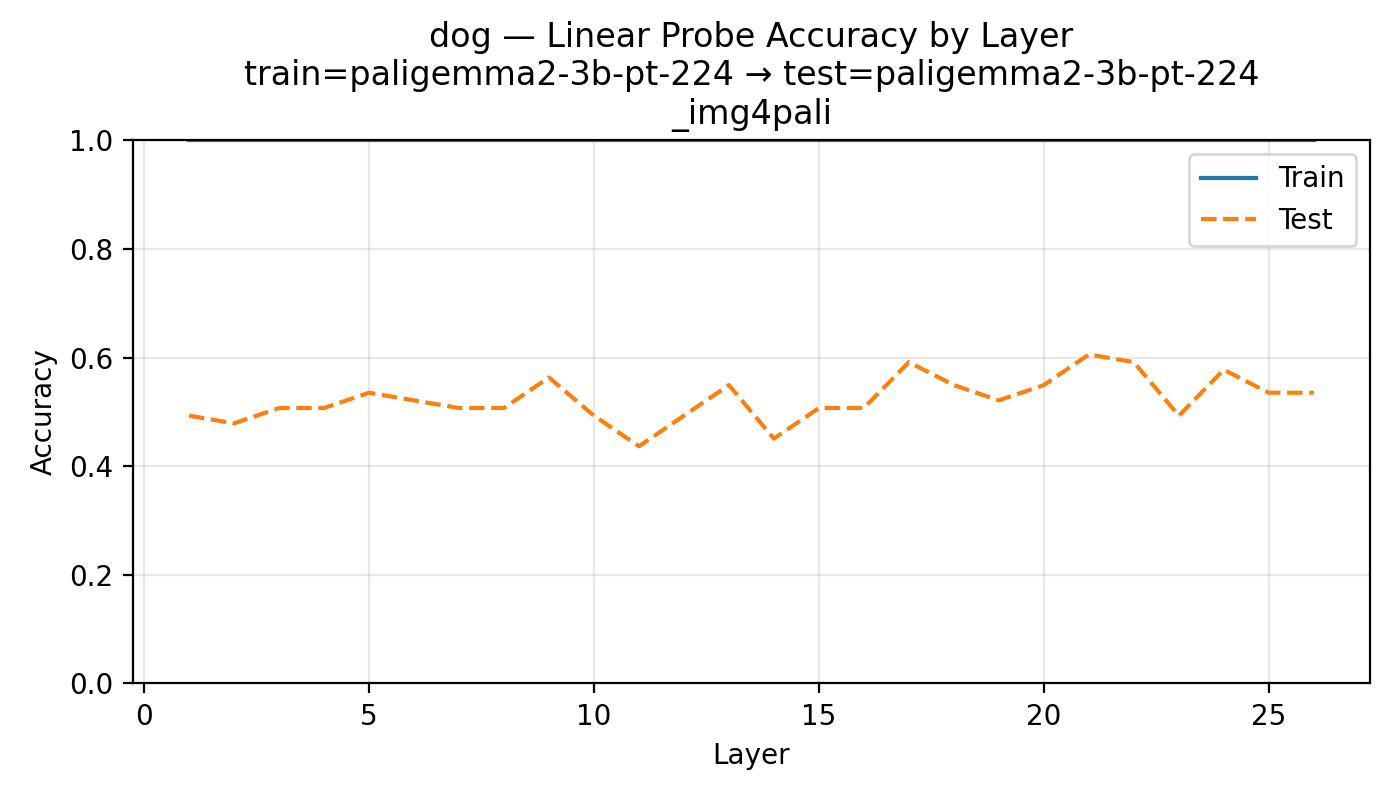 dog — Linear Probe Accuracy by Layer
train=paligemma2-3b-pt-224 → test=paligemma2-3b-pt-224
_img4pali
1.0
0.8
0.6
0.4
0.2
0.0
Accuracy
Train
Test
0 5 10 15 20 25
Layer